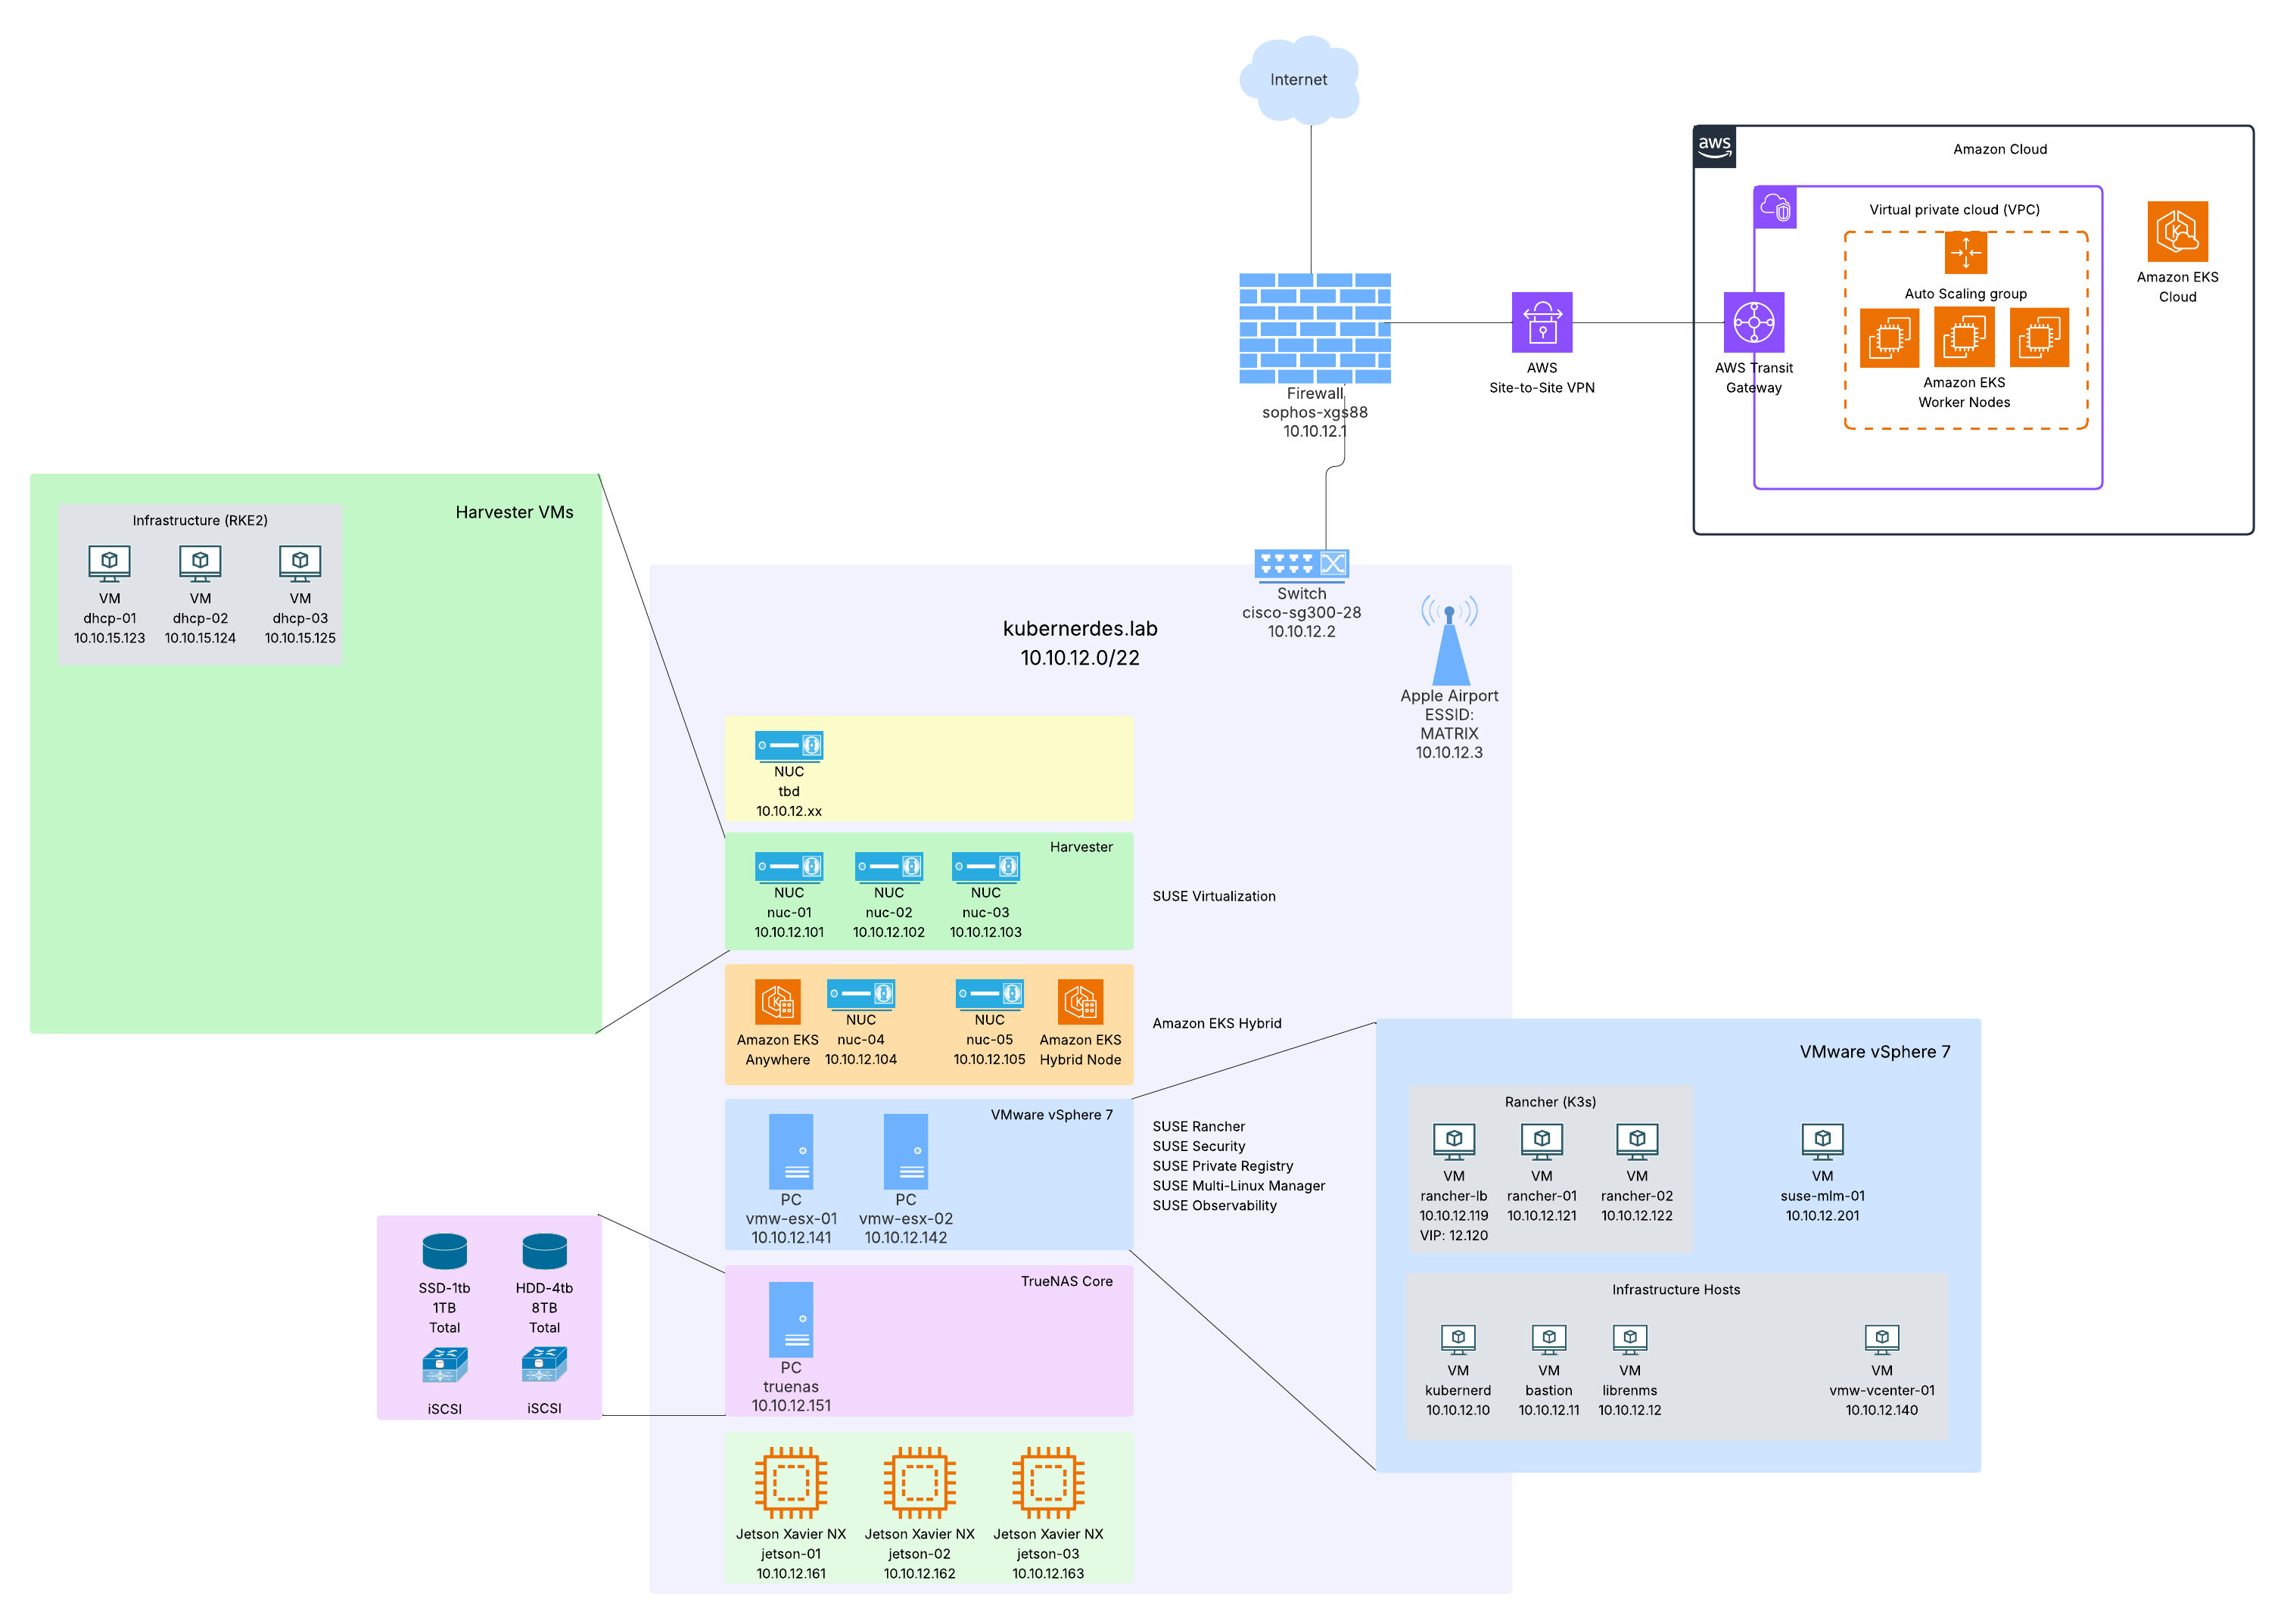 Internet
aws
Amazon Cloud
Virtual private cloud (VPC)
Auto Scaling group
Amazon EKS
Worker Nodes
Amazon EKS
Cloud
AWS
Site-to-Site VPN
AWS Transit
Gateway
Firewall
sophos-xgs88
10.10.12.1
Harvester VMs
Infrastructure (RKE2)
VM
dhcp-01
10.10.15.123
VM
dhcp-02
10.10.15.124
VM
dhcp-03
10.10.15.125
Switch
cisco-sg300-28
10.10.12.2
kubernerdes.lab
10.10.12.0/22
Apple Airport
ESSID:
MATRIX
10.10.12.3
NUC
tbd
10.10.12.xx
Harvester
NUC
nuc-01
10.10.12.101
NUC
nuc-02
10.10.12.102
NUC
nuc-03
10.10.12.103
SUSE Virtualization
Amazon EKS
Anywhere
NUC
nuc-04
10.10.12.104
NUC
nuc-05
10.10.12.105
Amazon EKS
Hybrid Node
Amazon EKS Hybrid
VMware vSphere 7
PC
vmw-esx-01
10.10.12.141
PC
vmw-esx-02
10.10.12.142
SUSE Rancher
SUSE Security
SUSE Private Registry
SUSE Multi-Linux Manager
SUSE Observability
VMware vSphere 7
Rancher (K3s)
VM
rancher-lb
10.10.12.119
VIP: 12.120
VM
rancher-01
10.10.12.121
VM
rancher-02
10.10.12.122
VM
suse-mlm-01
10.10.12.201
Infrastructure Hosts
VM
kubernerd
10.10.12.10
VM
bastion
10.10.12.11
VM
librenms
10.10.12.12
VM
vmw-vcenter-01
10.10.12.140
SSD-1tb
1TB
Total
iSCSI
HDD-4tb
8TB
Total
iSCSI
TrueNAS Core
PC
truenas
10.10.12.151
Jetson Xavier NX
jetson-01
10.10.12.161
Jetson Xavier NX
jetson-02
10.10.12.162
Jetson Xavier NX
jetson-03
10.10.12.163